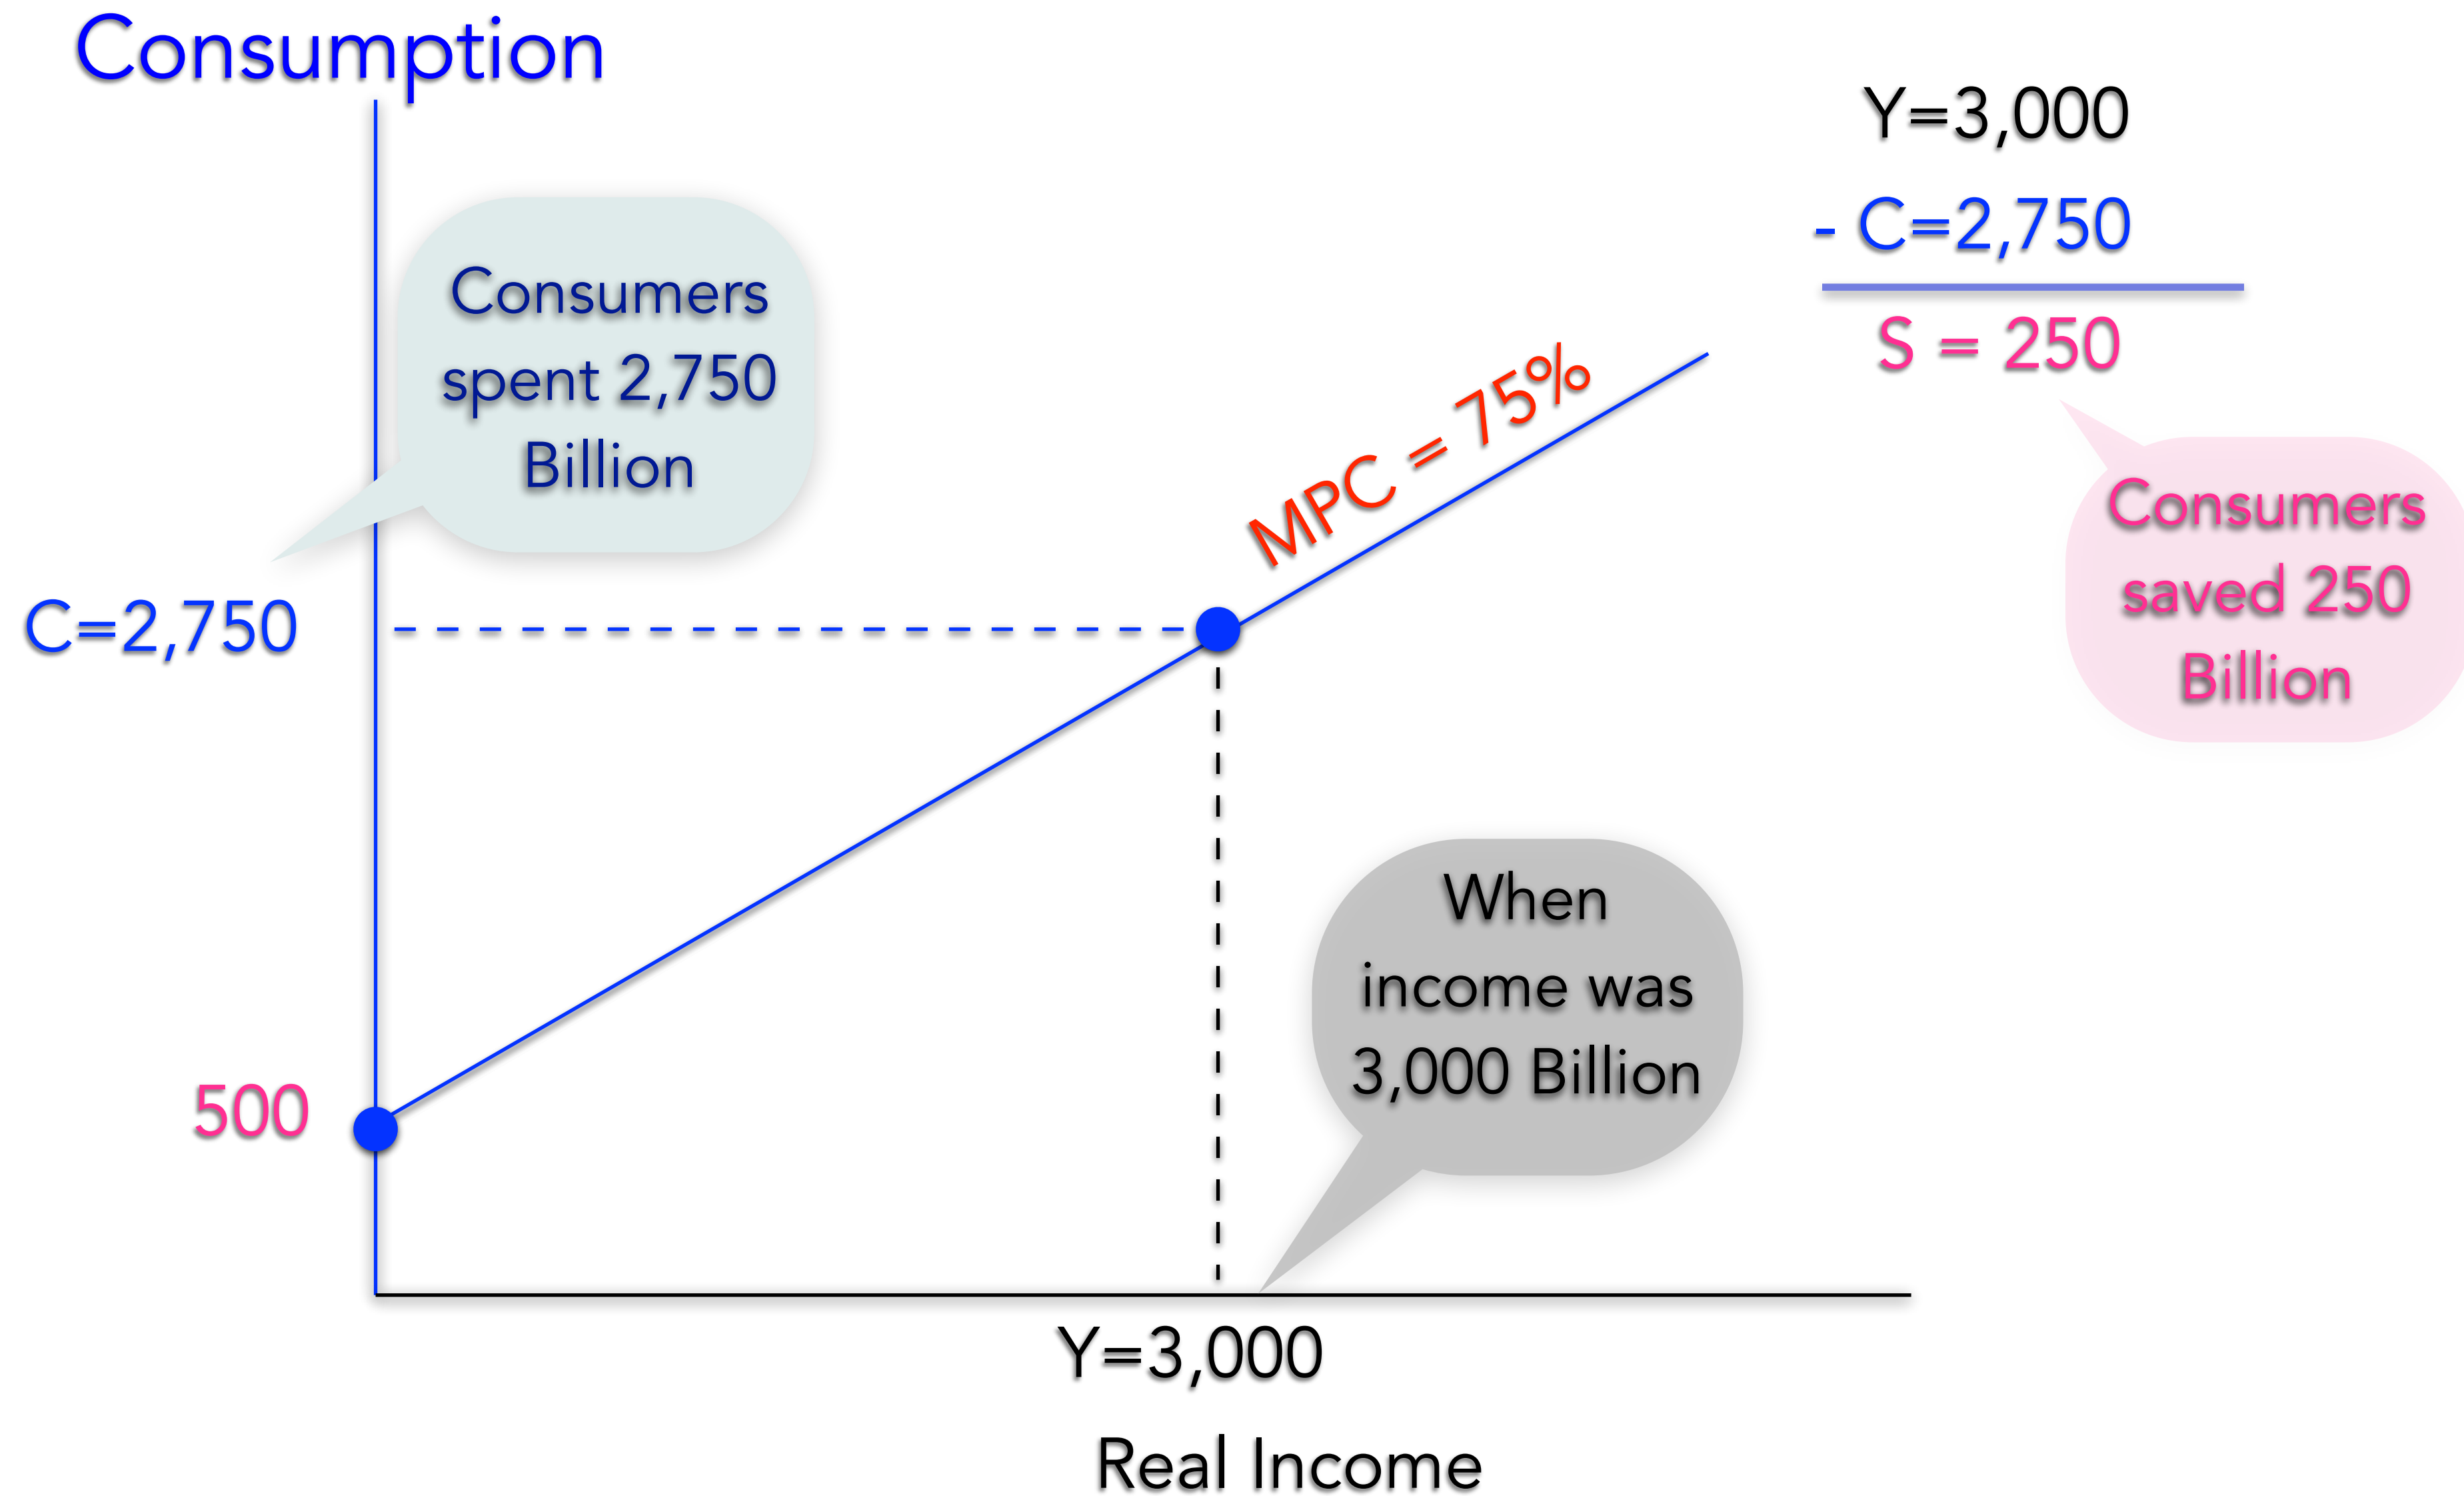 Consumption
Y=3,000
- C=2,750
S = 250
Consumers
spent 2,750
Billion
MPC = 75%
Consumers
saved 250
Billion
C=2,750
When
income was
3,000 Billion
500
Y=3,000
Real Income